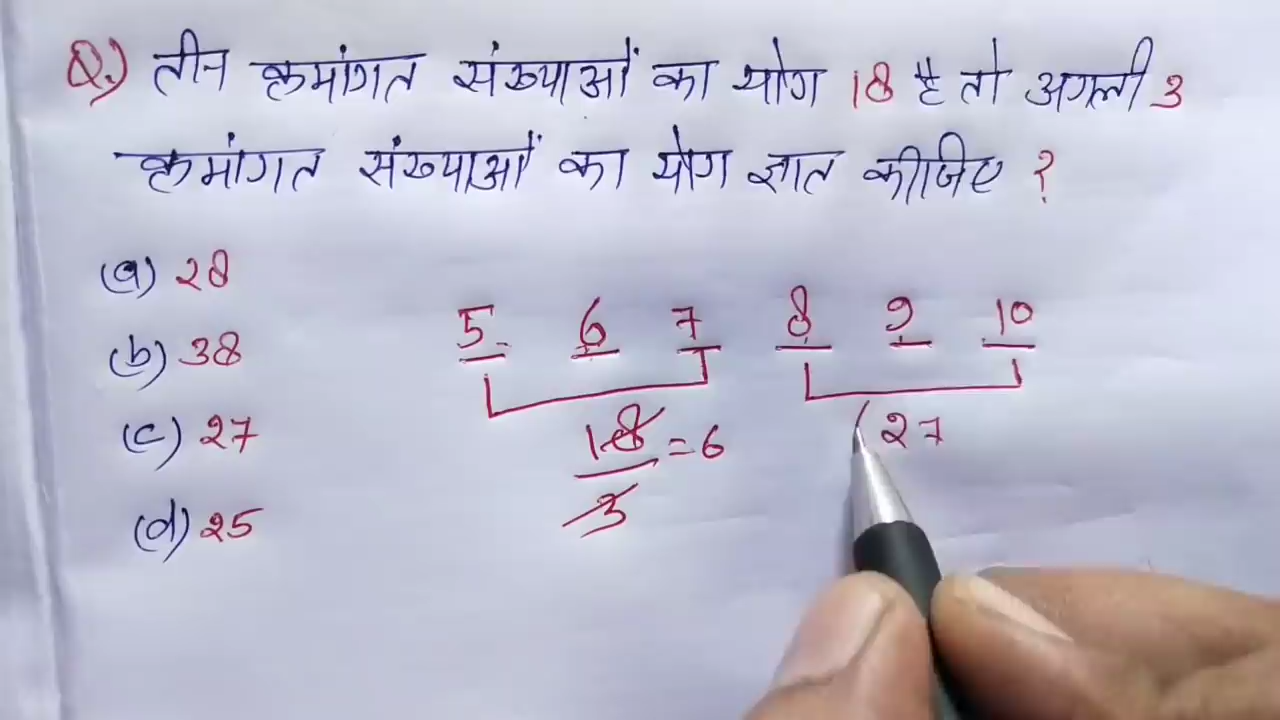 Q.) तीन क्रमांगत संख्याओं का योग 18 है तो अगली 3
क्रमांगत संख्याओं का योग ज्ञात कीजिए ?
(a) 28
(b) 38
(c) 27
(d) 25
5 6 7 8 9 10
18/3 = 6
(27